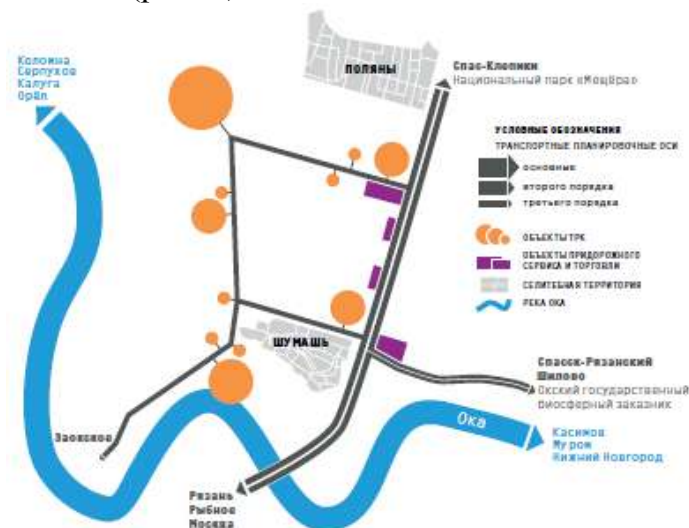 Коломна
Серпухов
Калуга
Орёл
ПОЛЯНЫ
Спас-Клепики
Национальный парк «Мещёра»
УСЛОВНЫЕ ОБОЗНАЧЕНИЯ
ТРАНСПОРТНЫЕ ПЛАНИРОВОЧНЫЕ ОСИ
основные
второго порядка
третьего порядка
ОБЪЕКТЫ ТРК
ОБЪЕКТЫ ПРИДОРОЖНОГО
СЕРВИСА И ТОРГОВЛИ
СЕЛИТЕБНАЯ ТЕРРИТОРИЯ
РЕКА ОКА
ШУМАШЬ
Спасск-Рязанский
Шилово
Окский государственный
биосферный заказник
Заокское
Ока
Касимов
Муром
Нижний Новгород
Рязань
Рыбное
Москва